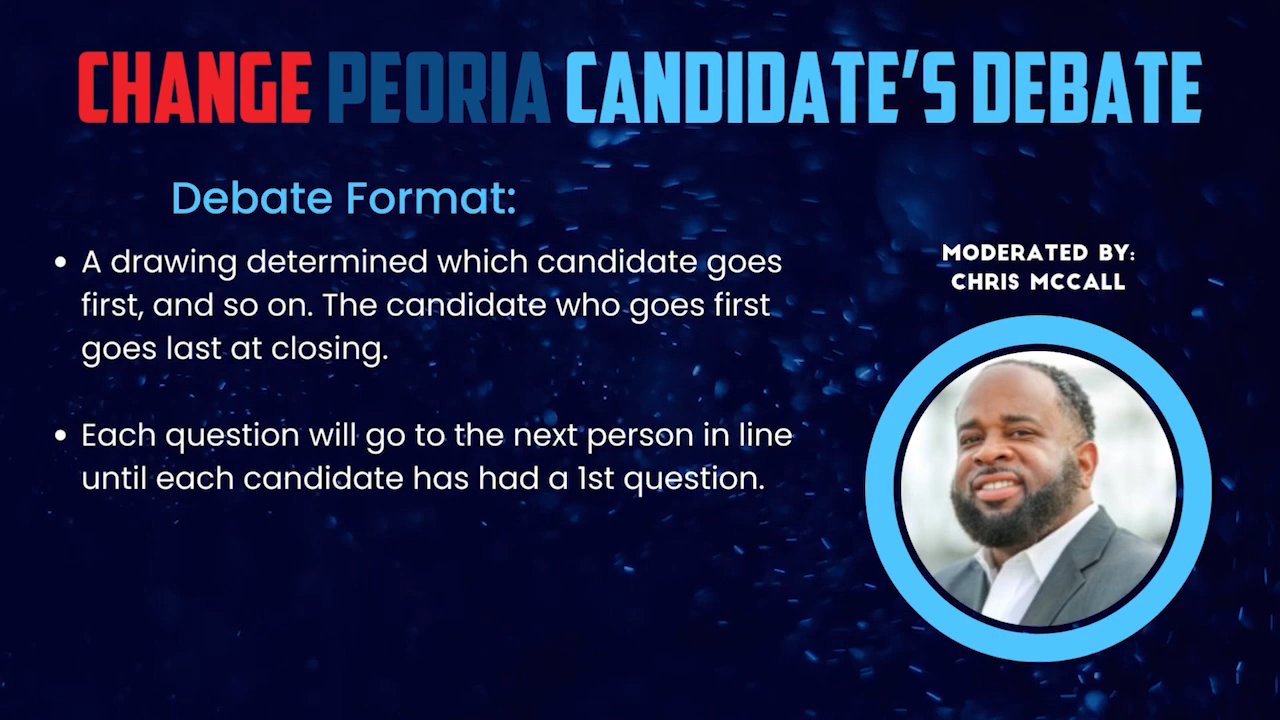 CHANGE PEORIA CANDIDATE'S DEBATE
Debate Format:
• A drawing determined which candidate goes
first, and so on. The candidate who goes first
goes last at closing.
• Each question will go to the next person in line
until each candidate has had a 1st question.
MODERATED BY:
CHRIS MCCALL